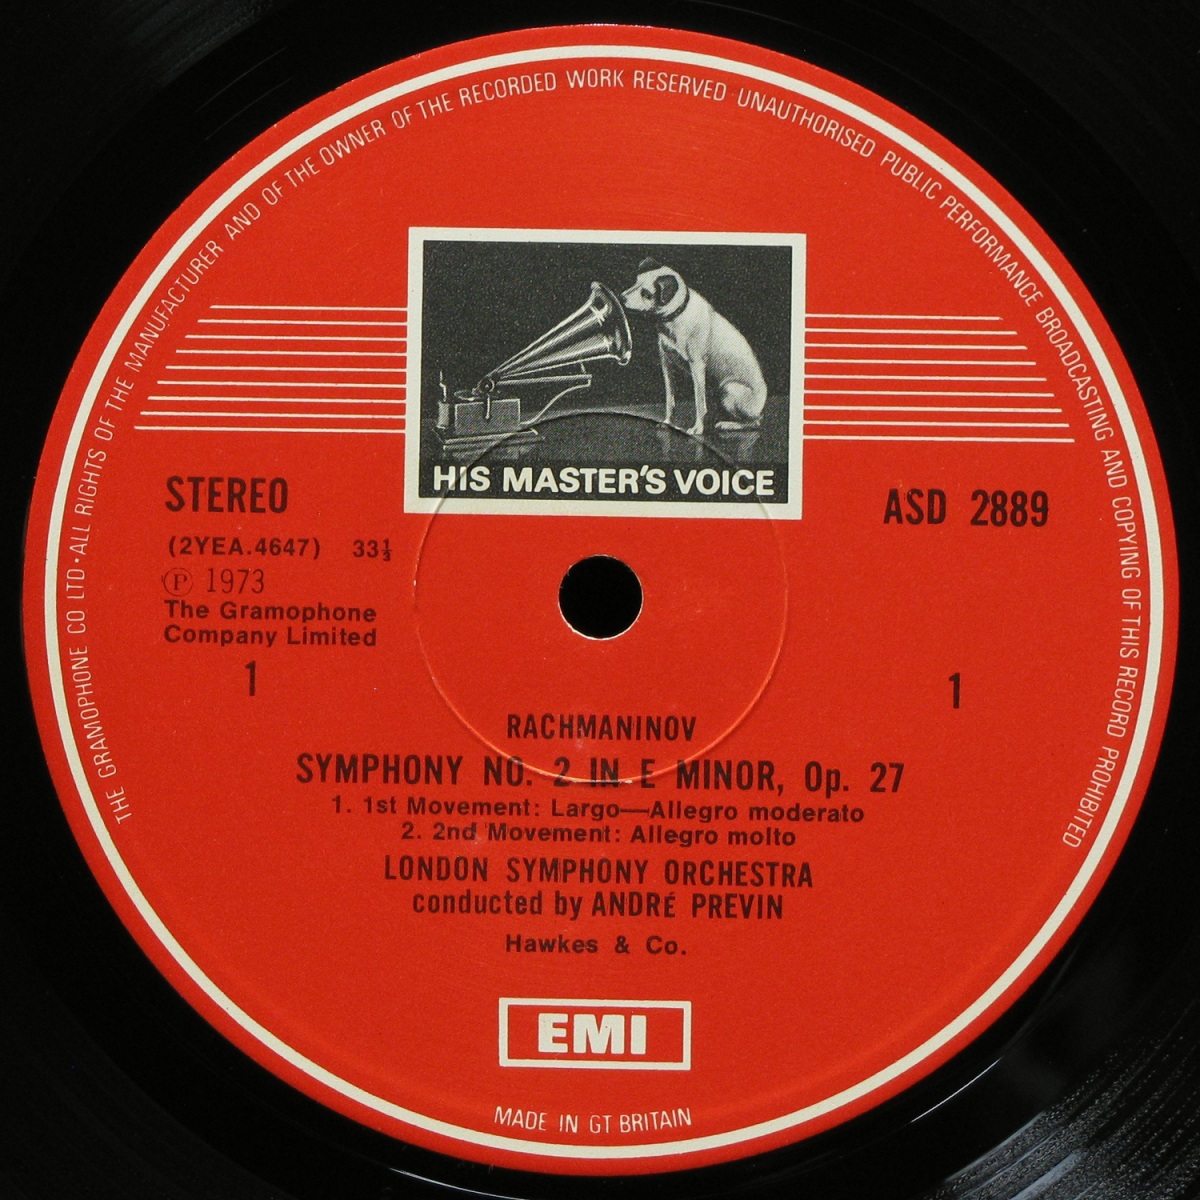 THE GRAMOPHONE CO LTD · ALL RIGHTS OF THE MANUFACTURER AND OF THE OWNER OF THE RECORDED WORK RESERVED UNAUTHORISED PUBLIC PERFORMANCE BROADCASTING AND COPYING OF THIS RECORD PROHIBITED
HIS MASTER'S VOICE
STEREO
ASD 2889
(2YEA.4647) 33⅓
Ⓟ 1973
The Gramophone
Company Limited
1
1
RACHMANINOV
SYMPHONY NO. 2 IN E MINOR, Op. 27
1. 1st Movement: Largo—Allegro moderato
2. 2nd Movement: Allegro molto
LONDON SYMPHONY ORCHESTRA
conducted by ANDRÉ PREVIN
Hawkes & Co.
EMI
MADE IN GT BRITAIN